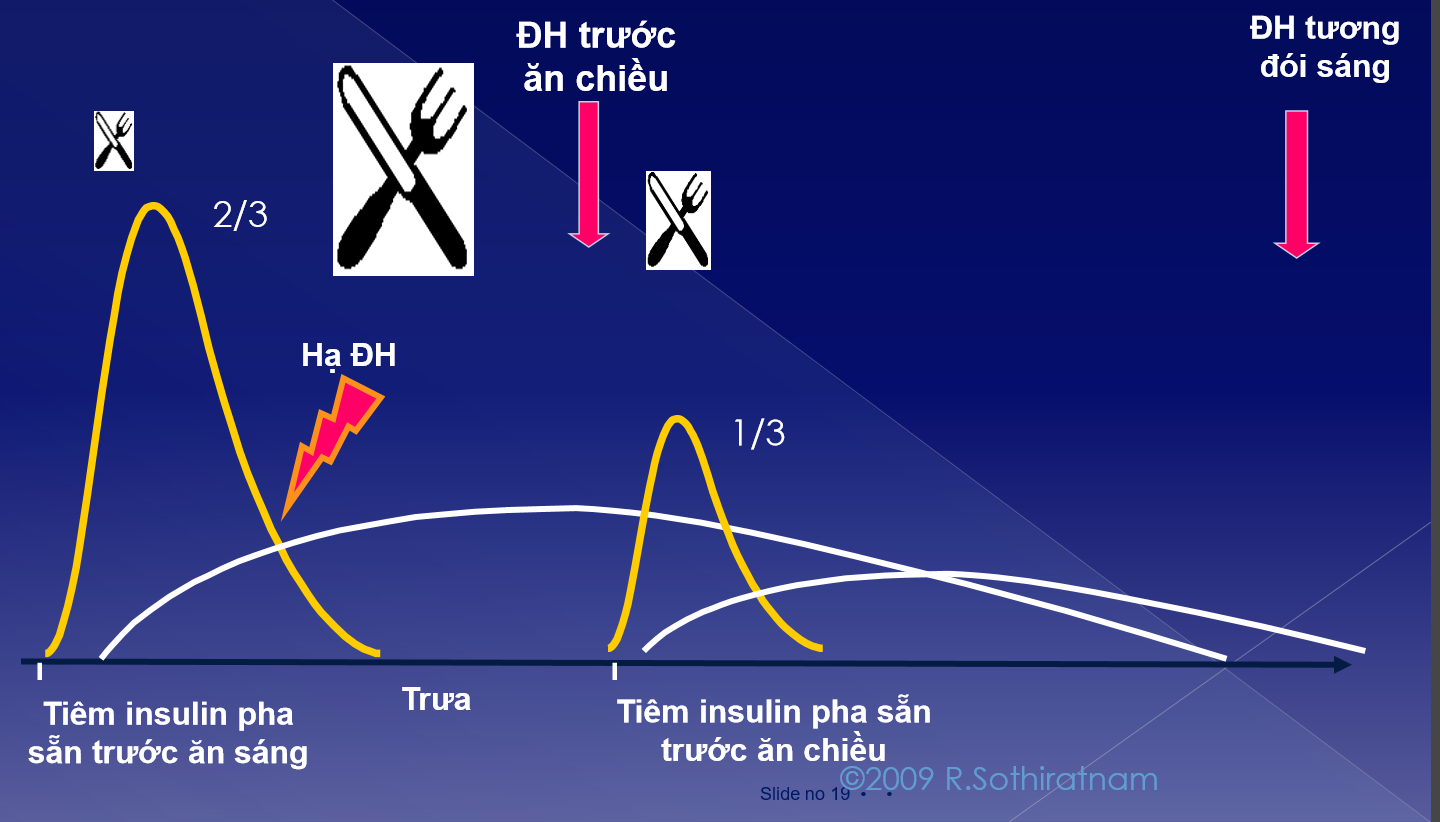 ĐH trước
ăn chiều
ĐH tương
đói sáng
2/3
Hạ ĐH
1/3
Trưa
Tiêm insulin pha
sẵn trước ăn sáng
Tiêm insulin pha sẵn
trước ăn chiều
©2009 R.Sothiratnam
Slide no 19 • •